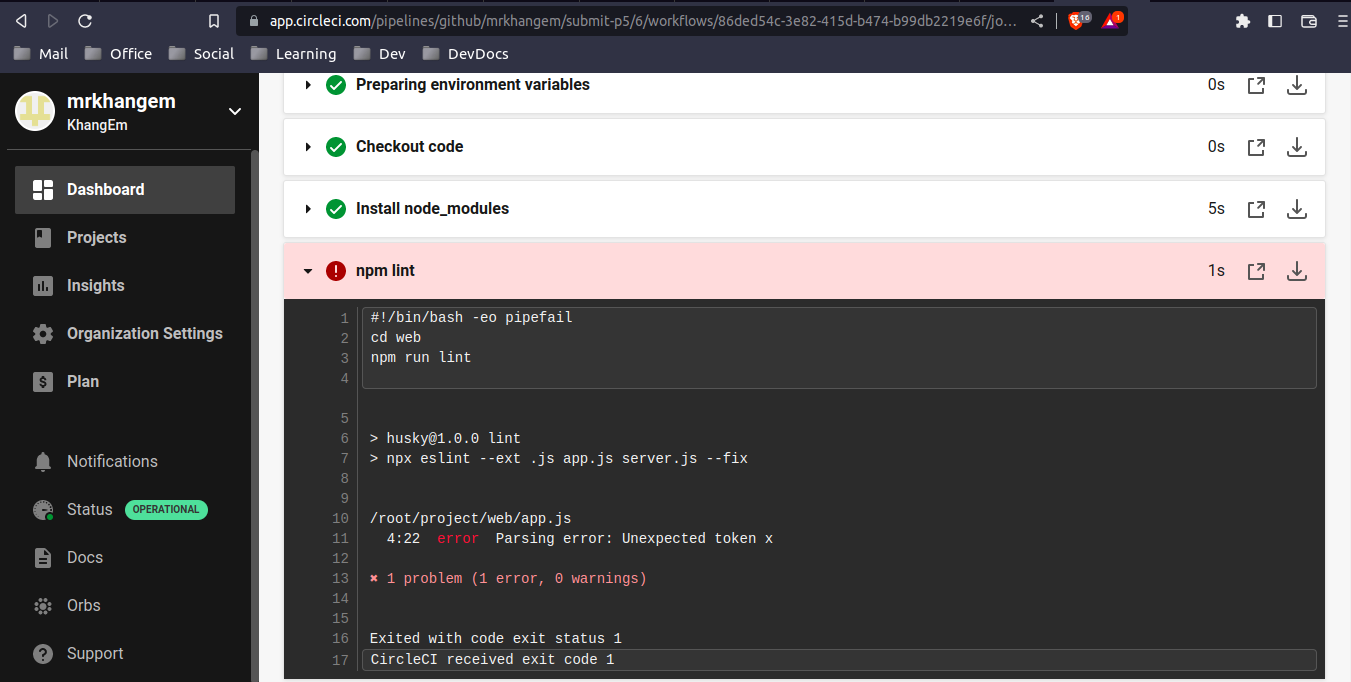 app.circleci.com/pipelines/github/mrkhangem/submit-p5/6/workflows/86ded54c-3e82-415d-b474-b99db2219e6f/jo...
16
1
Mail
Office
Social
Learning
Dev
DevDocs
mrkhangem
KhangEm
Dashboard
Projects
Insights
Organization Settings
Plan
Notifications
Status OPERATIONAL
Docs
Orbs
Support
Preparing environment variables 0s
Checkout code 0s
Install node_modules 5s
npm lint 1s
1 #!/bin/bash -eo pipefail
2 cd web
3 npm run lint
4
5
6 > husky@1.0.0 lint
7 > npx eslint --ext .js app.js server.js --fix
8
9
10 /root/project/web/app.js
11 4:22 error Parsing error: Unexpected token x
12
13 ✖ 1 problem (1 error, 0 warnings)
14
15
16 Exited with code exit status 1
17 CircleCI received exit code 1